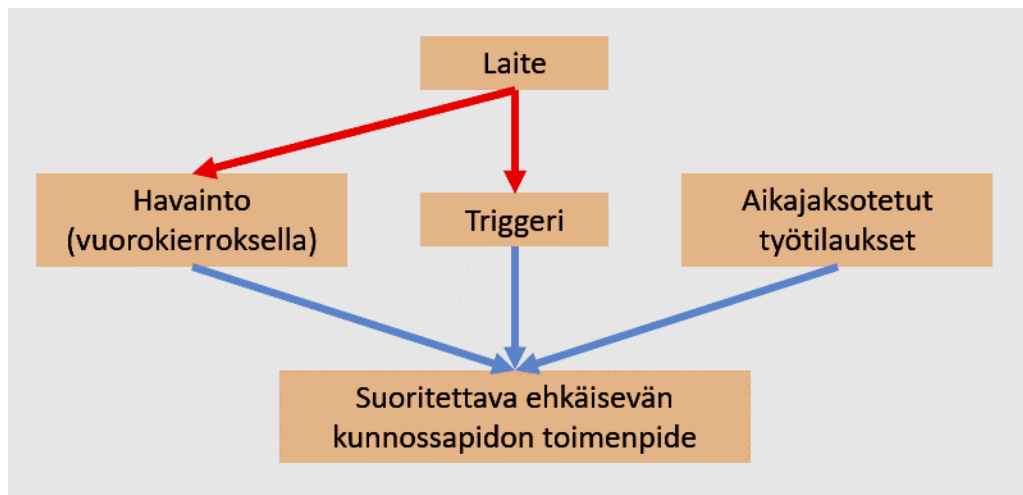 Laite
Havainto
(vuorokierroksella)
Triggeri
Aikajaksotetut
työtilaukset
Suoritettava ehkäisevän
kunnossapidon toimenpide